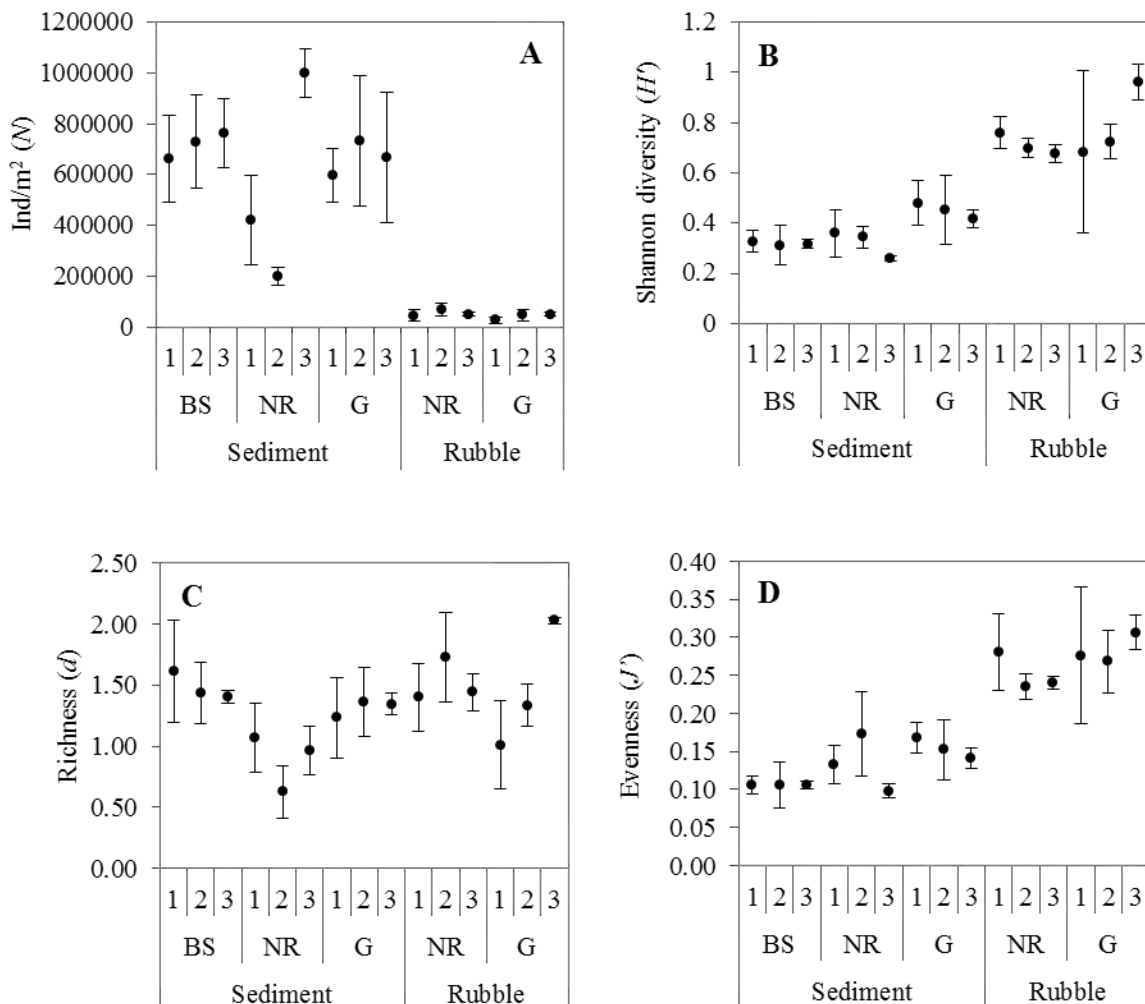 A
Ind/m² (N)
1200000
1000000
800000
600000
400000
200000
0
1 2 3 1 2 3 1 2 3 1 2 3 1 2 3
BS NR G NR G
Sediment Rubble
B
Shannon diversity (H')
1.2
1
0.8
0.6
0.4
0.2
0
1 2 3 1 2 3 1 2 3 1 2 3 1 2 3
BS NR G NR G
Sediment Rubble
C
Richness (d)
2.50
2.00
1.50
1.00
0.50
0.00
1 2 3 1 2 3 1 2 3 1 2 3 1 2 3
BS NR G NR G
Sediment Rubble
D
Evenness (J')
0.40
0.35
0.30
0.25
0.20
0.15
0.10
0.05
0.00
1 2 3 1 2 3 1 2 3 1 2 3 1 2 3
BS NR G NR G
Sediment Rubble